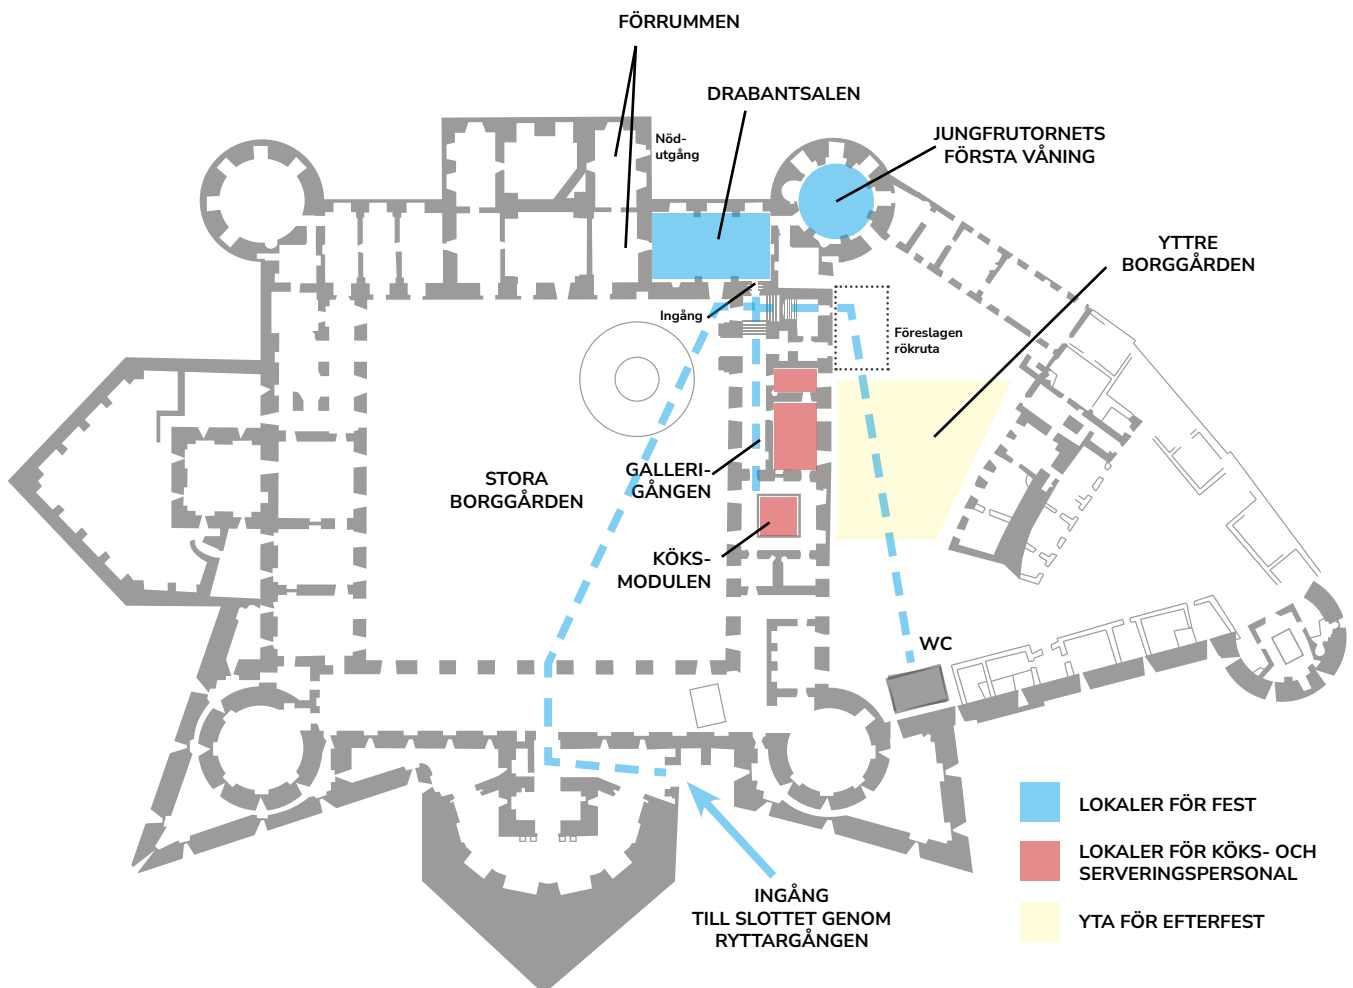 FÖRRUMMEN
DRABANTSALEN
JUNGFRUTORNETS
FÖRSTA VÅNING
Nöd-
utgång
YTTRE
BORGGÅRDEN
Ingång
Föreslagen
rökruta
STORA
BORGGÅRDEN
GALLERI-
GÅNGEN
KÖKS-
MODULEN
WC
INGÅNG
TILL SLOTTET GENOM
RYTTARGÅNGEN
LOKALER FÖR FEST
LOKALER FÖR KÖKS- OCH
SERVERINGSPERSONAL
YTA FÖR EFTERFEST